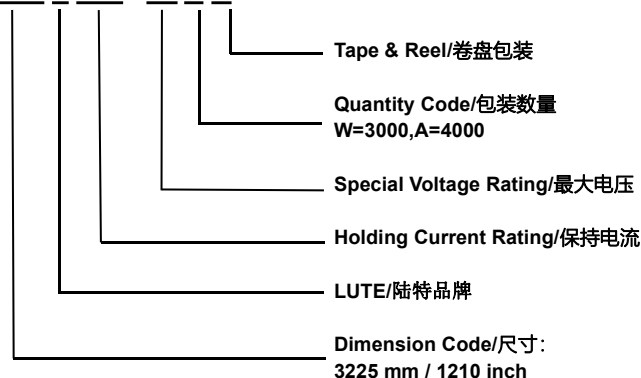 Tape & Reel/卷盘包装
Quantity Code/包装数量
W=3000,A=4000
Special Voltage Rating/最大电压
Holding Current Rating/保持电流
LUTE/陆特品牌
Dimension Code/尺寸：
3225 mm / 1210 inch